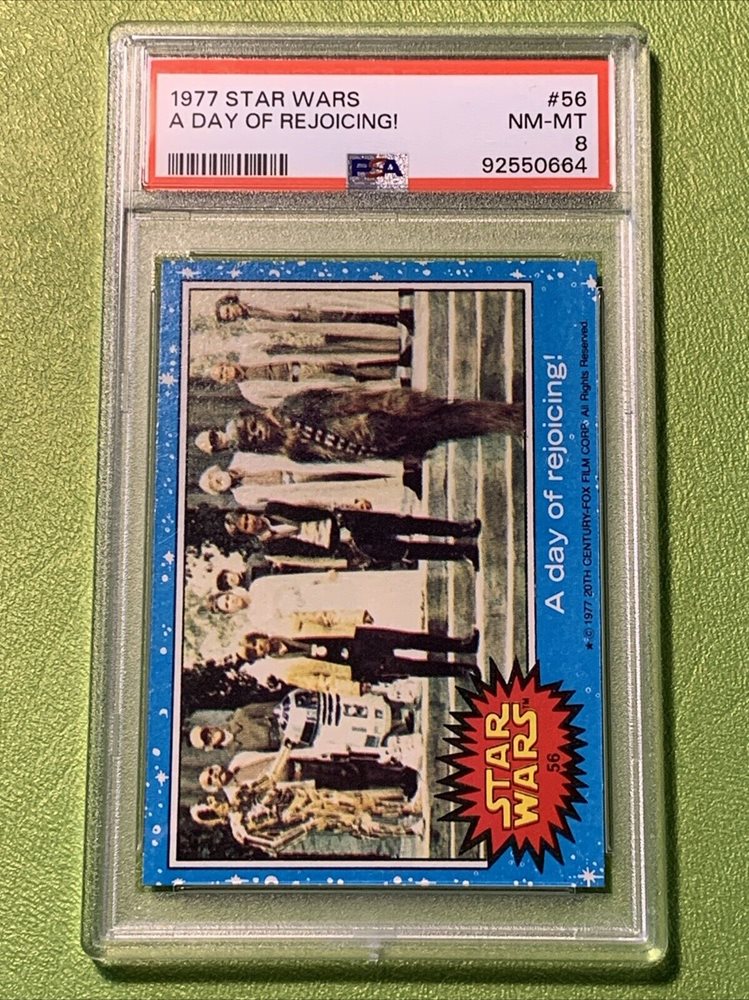 1977 STAR WARS
#56
A DAY OF REJOICING!
NM-MT
8
PSA
92550664
A day of rejoicing!
★ © 1977 20TH CENTURY-FOX FILM CORP. All Rights Reserved
STAR
WARS™
56